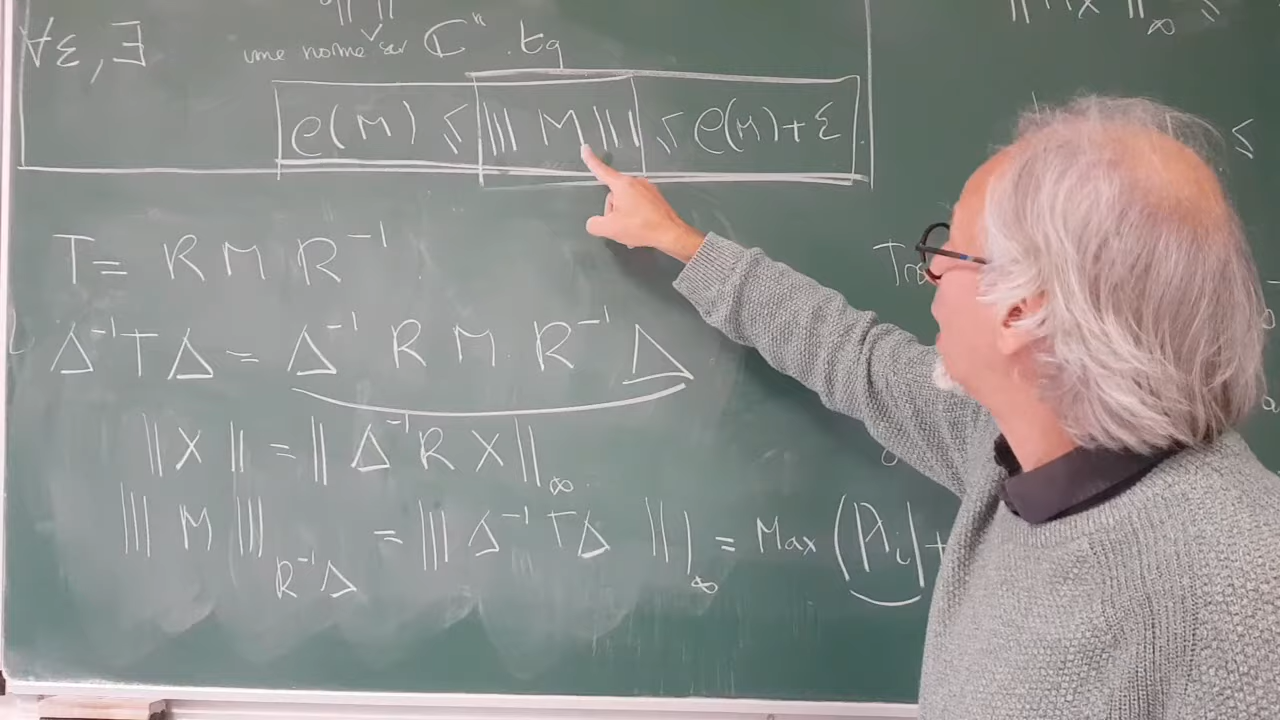 ‖ ‖
∀ε, ∃ une norme sur ℂⁿ. tq
ρ(M) ≤ ||| M ||| ≤ ρ(M) + ε
T = R M R⁻¹
Δ⁻¹ T Δ = Δ⁻¹ R M R⁻¹ Δ
‖X‖ = ‖Δ⁻¹ R X‖_∞
||| M |||_{R⁻¹Δ} = ||| Δ⁻¹ T Δ |||_∞ = Max (|λᵢ| +
‖ X ‖_∞ ≤
≤